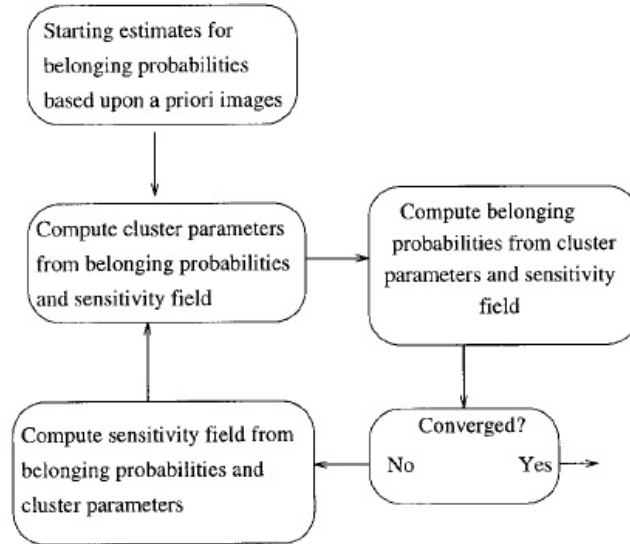 Starting estimates for
belonging probabilities
based upon a priori images
Compute cluster parameters
from belonging probabilities
and sensitivity field
Compute belonging
probabilities from cluster
parameters and sensitivity
field
Converged?
No Yes
Compute sensitivity field from
belonging probabilities and
cluster parameters